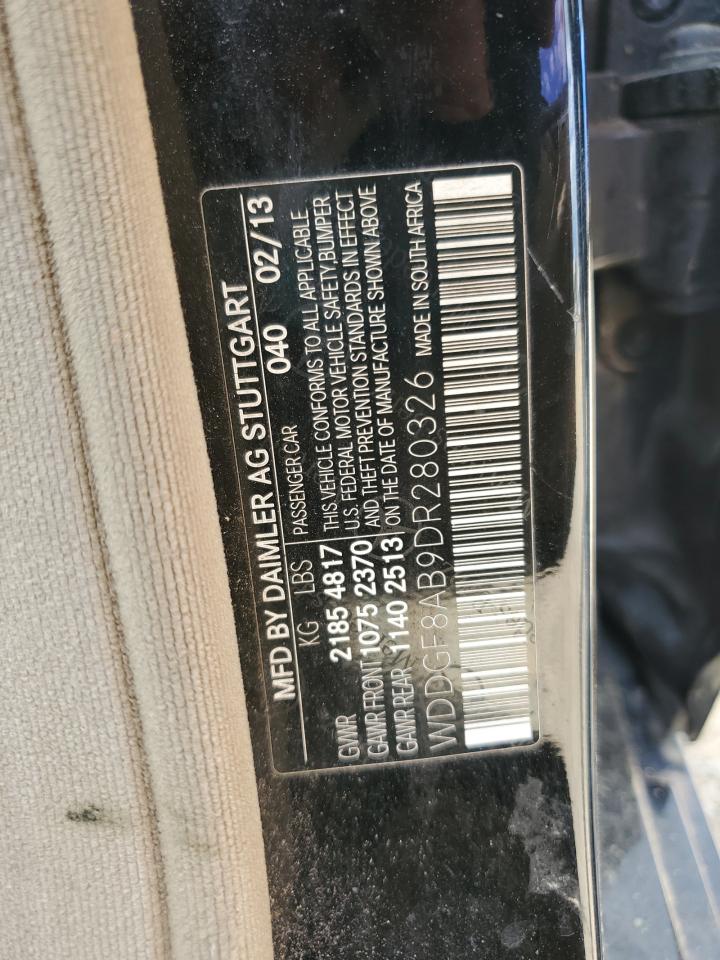 MFD BY DAIMLER AG STUTTGART
040 02/13
KG LBS PASSENGER CAR
GVWR 2185 4817 THIS VEHICLE CONFORMS TO ALL APPLICABLE
U.S. FEDERAL MOTOR VEHICLE SAFETY, BUMPER
GAWR FRONT 1075 2370 AND THEFT PREVENTION STANDARDS IN EFFECT
GAWR REAR 1140 2513 ON THE DATE OF MANUFACTURE SHOWN ABOVE
WDDGF8AB9DR280326 MADE IN SOUTH AFRICA